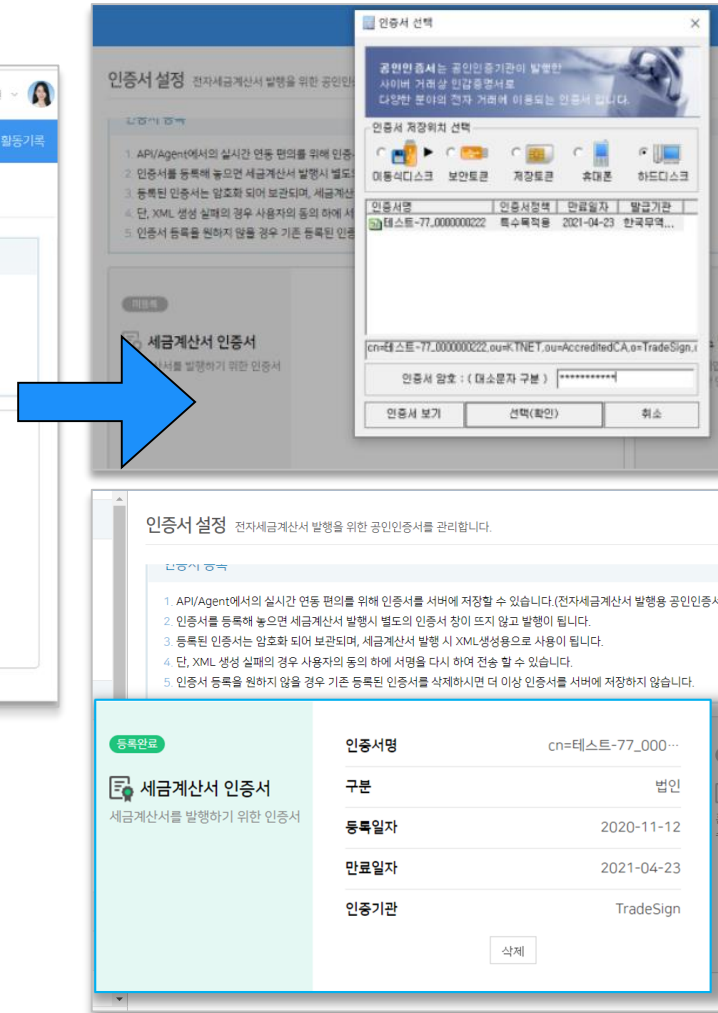 활동기록
인증서 선택
인증서 설정 전자세금계산서 발행을 위한 공인인
공인인증서는 공인인증기관이 발행한
사이버 거래상 인감증명서로
다양한 분야의 전자 거래에 이용되는 인증서 입니다.
인증서 저장위치 선택
이동식디스크 보안토큰 저장토큰 휴대폰 하드디스크
인증서 등록
1. API/Agent에서의 실시간 연동 편의를 위해 인증
2. 인증서를 등록해 놓으면 세금계산서 발행시 별도
3. 등록된 인증서는 암호화 되어 보관되며, 세금계산
4. 단, XML 생성 실패의 경우 사용자의 동의 하에 서
5. 인증서 등록을 원하지 않을 경우 기존 등록된 인증
인증서명 인증서정책 만료일자 발급기관
테스트-77_0000000222 특수목적용 2021-04-23 한국무역...
미등록
세금계산서 인증서
서를 발행하기 위한 인증서
cn=테스트-77_0000000222,ou=KTNET,ou=AccreditedCA,o=TradeSign,
인증서 암호 : ( 대소문자 구분 ) ***********
인증서 보기 선택(확인) 취소
인증서 설정 전자세금계산서 발행을 위한 공인인증서를 관리합니다.
인증서 등록
1. API/Agent에서의 실시간 연동 편의를 위해 인증서를 서버에 저장할 수 있습니다.(전자세금계산서 발행용 공인인증서
2. 인증서를 등록해 놓으면 세금계산서 발행시 별도의 인증서 창이 뜨지 않고 발행이 됩니다.
3. 등록된 인증서는 암호화 되어 보관되며, 세금계산서 발행 시 XML생성용으로 사용이 됩니다.
4. 단, XML 생성 실패의 경우 사용자의 동의 하에 서명을 다시 하여 전송 할 수 있습니다.
5. 인증서 등록을 원하지 않을 경우 기존 등록된 인증서를 삭제하시면 더 이상 인증서를 서버에 저장하지 않습니다.
등록완료
세금계산서 인증서
세금계산서를 발행하기 위한 인증서
인증서명 cn=테스트-77_000…
구분 법인
등록일자 2020-11-12
만료일자 2021-04-23
인증기관 TradeSign
삭제